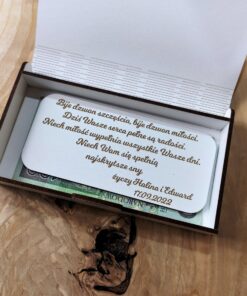 Bije dzwon szczęścia, bije dzwon miłości.
Dziś Wasze serca pełne są radości.
Niech miłość wypełnia wszystkie Wasze dni.
Niech Wam się spełnią
najskrytsze sny.
życzy Halina i Edward
17.09.2022